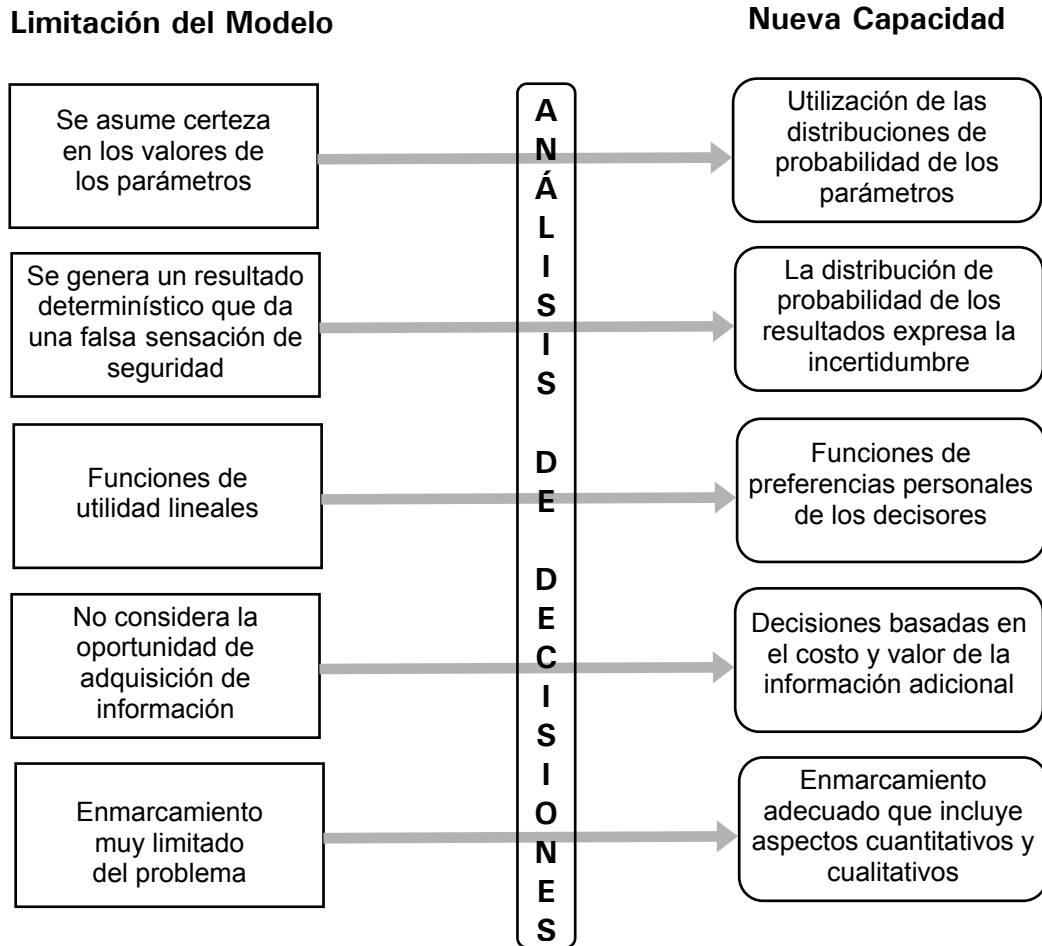 Limitación del Modelo
Nueva Capacidad
Se asume certeza
en los valores de
los parámetros
Utilización de las
distribuciones de
probabilidad de los
parámetros
Se genera un resultado
determinístico que da
una falsa sensación de
seguridad
La distribución de
probabilidad de los
resultados expresa la
incertidumbre
Funciones de
utilidad lineales
Funciones de
preferencias personales
de los decisores
No considera la
oportunidad de
adquisición de
información
Decisiones basadas en
el costo y valor de la
información adicional
Enmarcamiento
muy limitado
del problema
Enmarcamiento
adecuado que incluye
aspectos cuantitativos y
cualitativos
ANÁLISIS DE DECISIONES